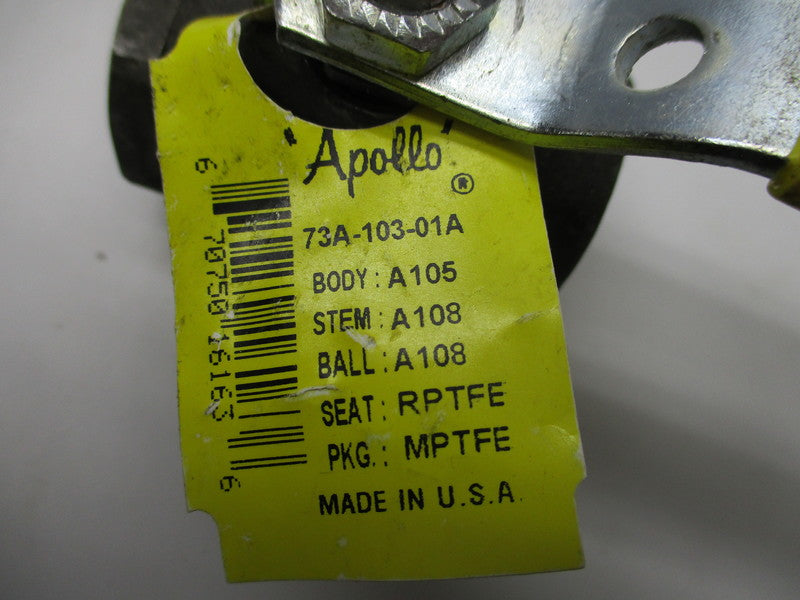 "Apollo"®
73A-103-01A
BODY: A105
STEM: A108
BALL: A108
SEAT: RPTFE
PKG.: MPTFE
MADE IN U.S.A.
6 70750 16163 6